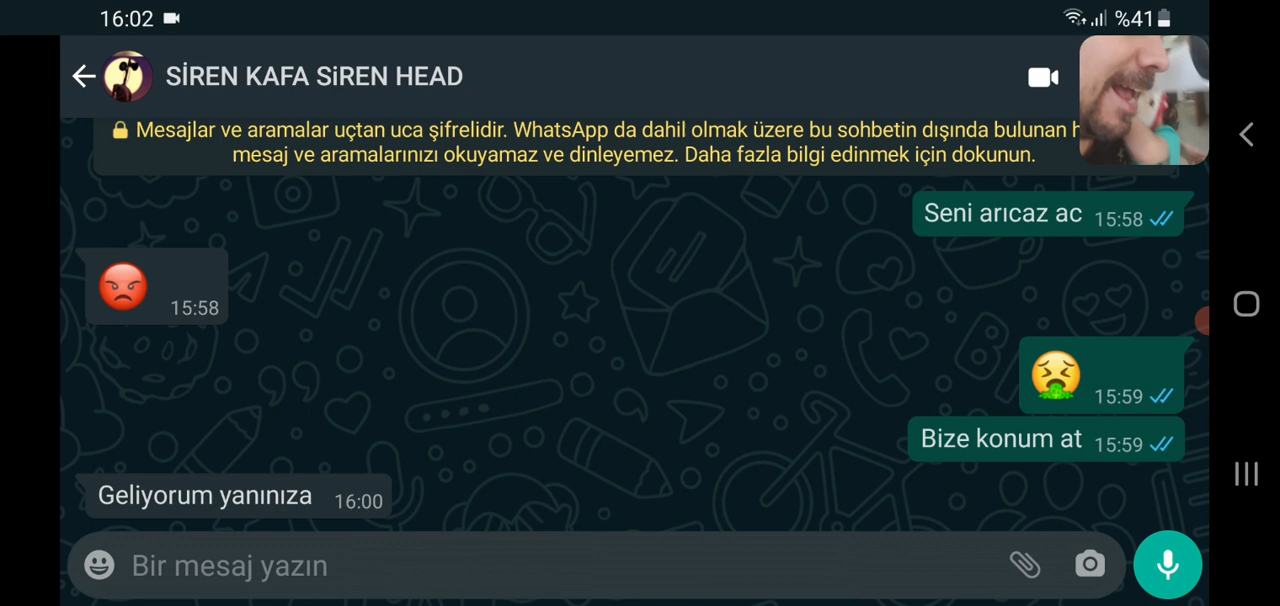 16:02
%41
SİREN KAFA SiREN HEAD
Mesajlar ve aramalar uçtan uca şifrelidir. WhatsApp da dahil olmak üzere bu sohbetin dışında bulunan
mesaj ve aramalarınızı okuyamaz ve dinleyemez. Daha fazla bilgi edinmek için dokunun.
Seni arıcaz ac 15:58
😡 15:58
🤮 15:59
Bize konum at 15:59
Geliyorum yanınıza 16:00
Bir mesaj yazın